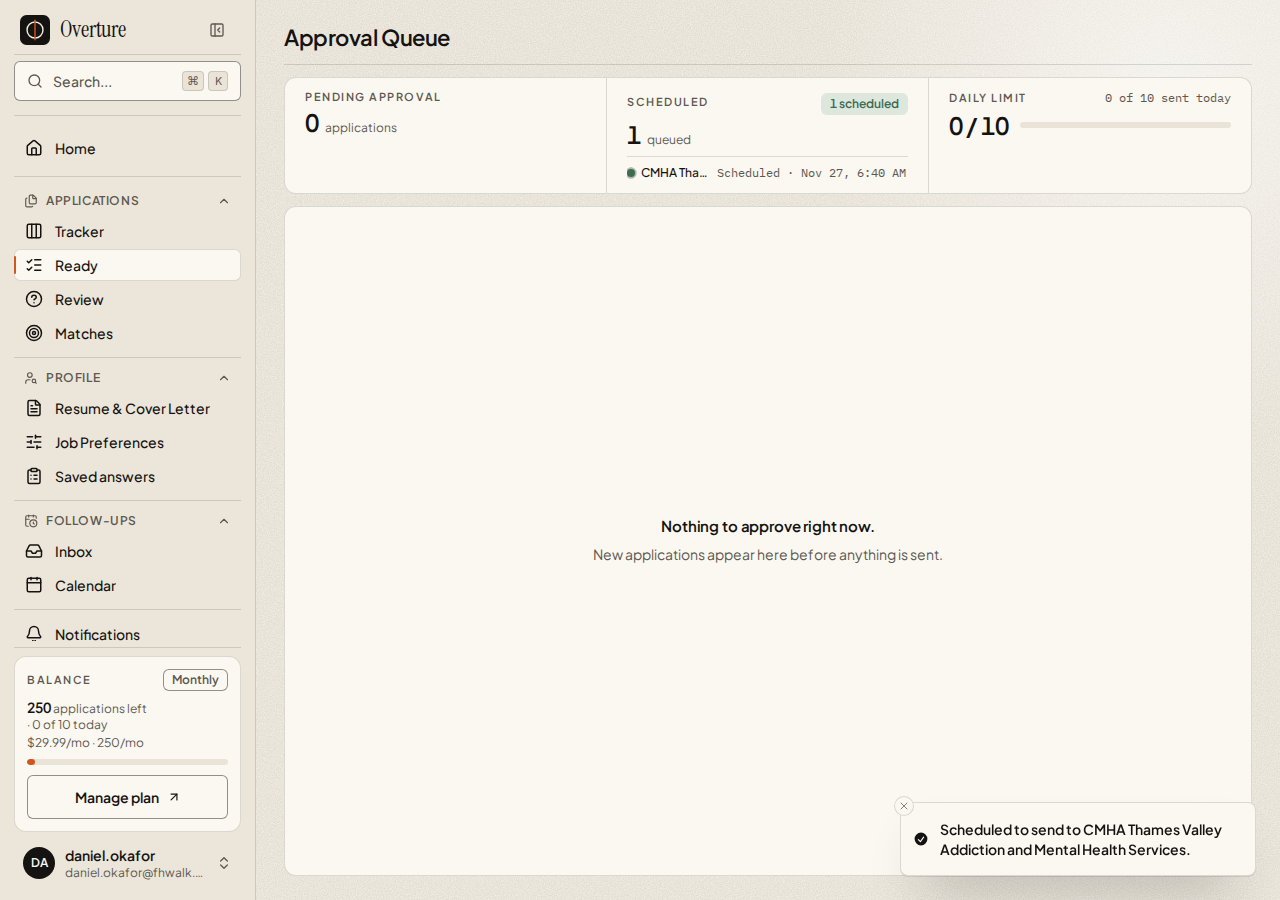 Overture
Search...
⌘ K
Home
APPLICATIONS
Tracker
Ready
Review
Matches
PROFILE
Resume & Cover Letter
Job Preferences
Saved answers
FOLLOW-UPS
Inbox
Calendar
Notifications
BALANCE
Monthly
250 applications left
· 0 of 10 today
$29.99/mo · 250/mo
Manage plan
DA
daniel.okafor
daniel.okafor@fhwalk....
Approval Queue
PENDING APPROVAL
0 applications
SCHEDULED
1 scheduled
1 queued
CMHA Tha... Scheduled · Nov 27, 6:40 AM
DAILY LIMIT
0 of 10 sent today
0/10
Nothing to approve right now.
New applications appear here before anything is sent.
Scheduled to send to CMHA Thames Valley
Addiction and Mental Health Services.